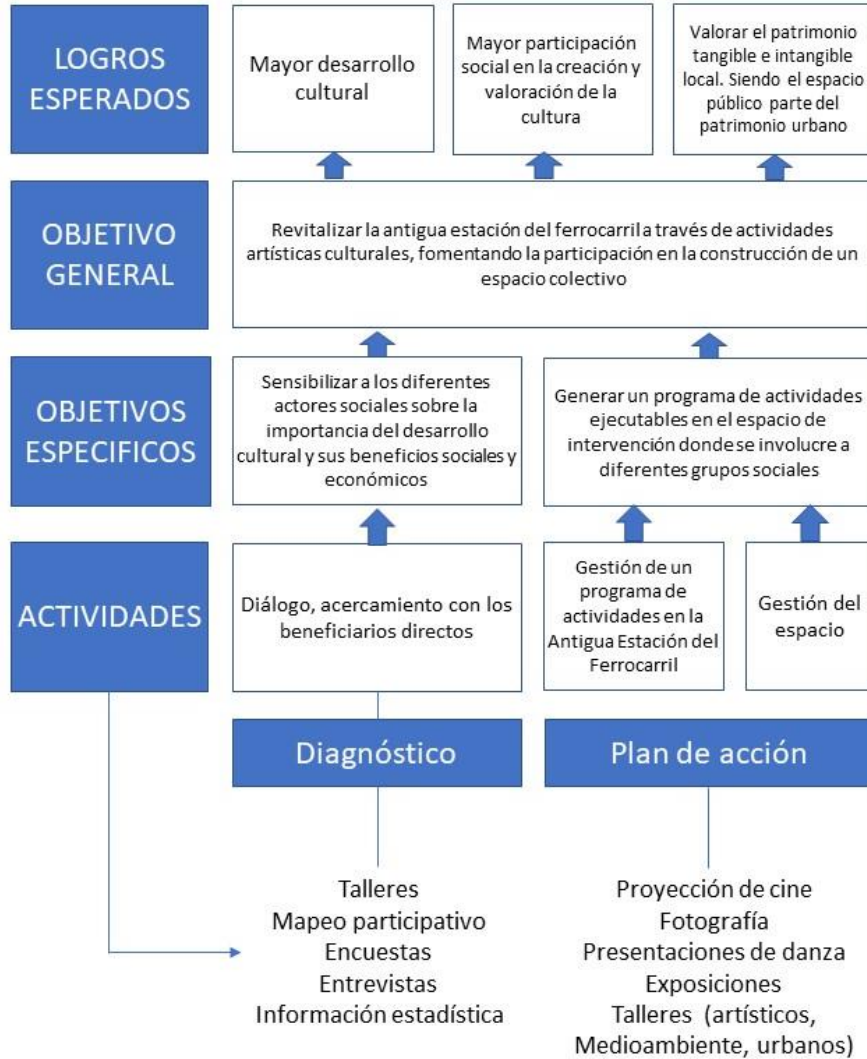 LOGROS
ESPERADOS
Mayor desarrollo
cultural
Mayor participación
social en la creación y
valoración de la
cultura
Valorar el patrimonio
tangible e intangible
local. Siendo el espacio
público parte del
patrimonio urbano
OBJETIVO
GENERAL
Revitalizar la antigua estación del ferrocarril a través de actividades
artísticas culturales, fomentando la participación en la construcción de un
espacio colectivo
OBJETIVOS
ESPECIFICOS
Sensibilizar a los diferentes
actores sociales sobre la
importancia del desarrollo
cultural y sus beneficios sociales y
económicos
Generar un programa de actividades
ejecutables en el espacio de
intervención donde se involucre a
diferentes grupos sociales
ACTIVIDADES
Diálogo, acercamiento con los
beneficiarios directos
Gestión de un
programa de
actividades en la
Antigua Estación del
Ferrocarril
Gestión del
espacio
Diagnóstico
Plan de acción
Talleres
Mapeo participativo
Encuestas
Entrevistas
Información estadística
Proyección de cine
Fotografía
Presentaciones de danza
Exposiciones
Talleres (artísticos,
Medioambiente, urbanos)